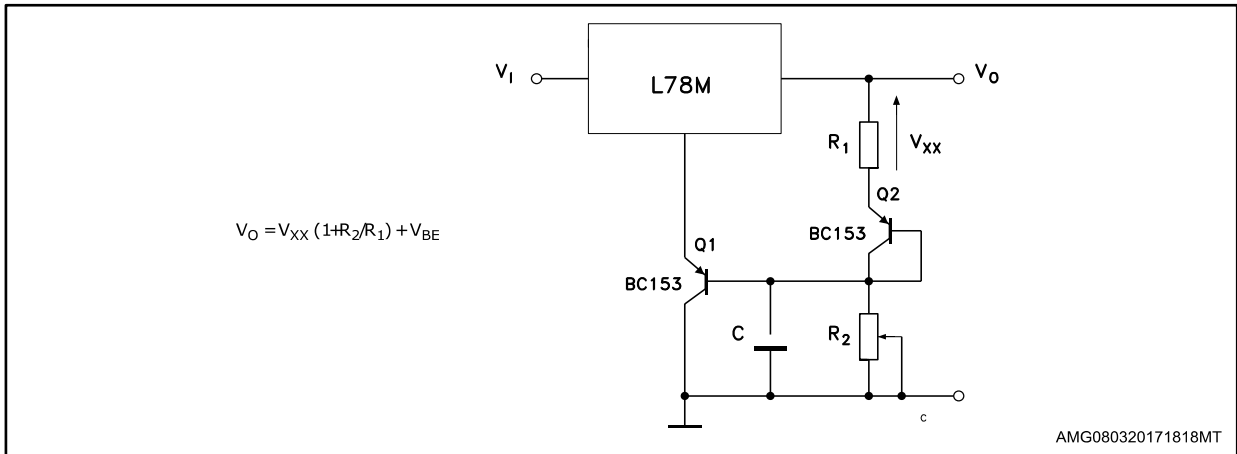 V_I
L78M
V_O
R_1
V_XX
Q2
BC153
V_O = V_XX (1+R_2/R_1) + V_BE
Q1
BC153
C
R_2
c
AMG080320171818MT